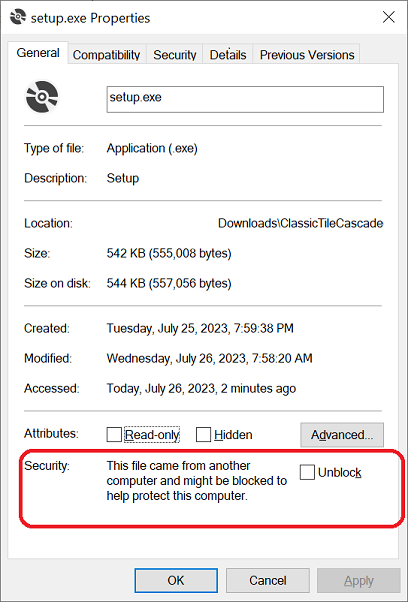 setup.exe Properties
General Compatibility Security Details Previous Versions
setup.exe
Type of file: Application (.exe)
Description: Setup
Location: Downloads\ClassicTileCascade
Size: 542 KB (555,008 bytes)
Size on disk: 544 KB (557,056 bytes)
Created: Tuesday, July 25, 2023, 7:59:38 PM
Modified: Wednesday, July 26, 2023, 7:58:20 AM
Accessed: Today, July 26, 2023, 2 minutes ago
Attributes: Read-only Hidden Advanced...
Security: This file came from another Unblock
computer and might be blocked to
help protect this computer.
OK Cancel Apply